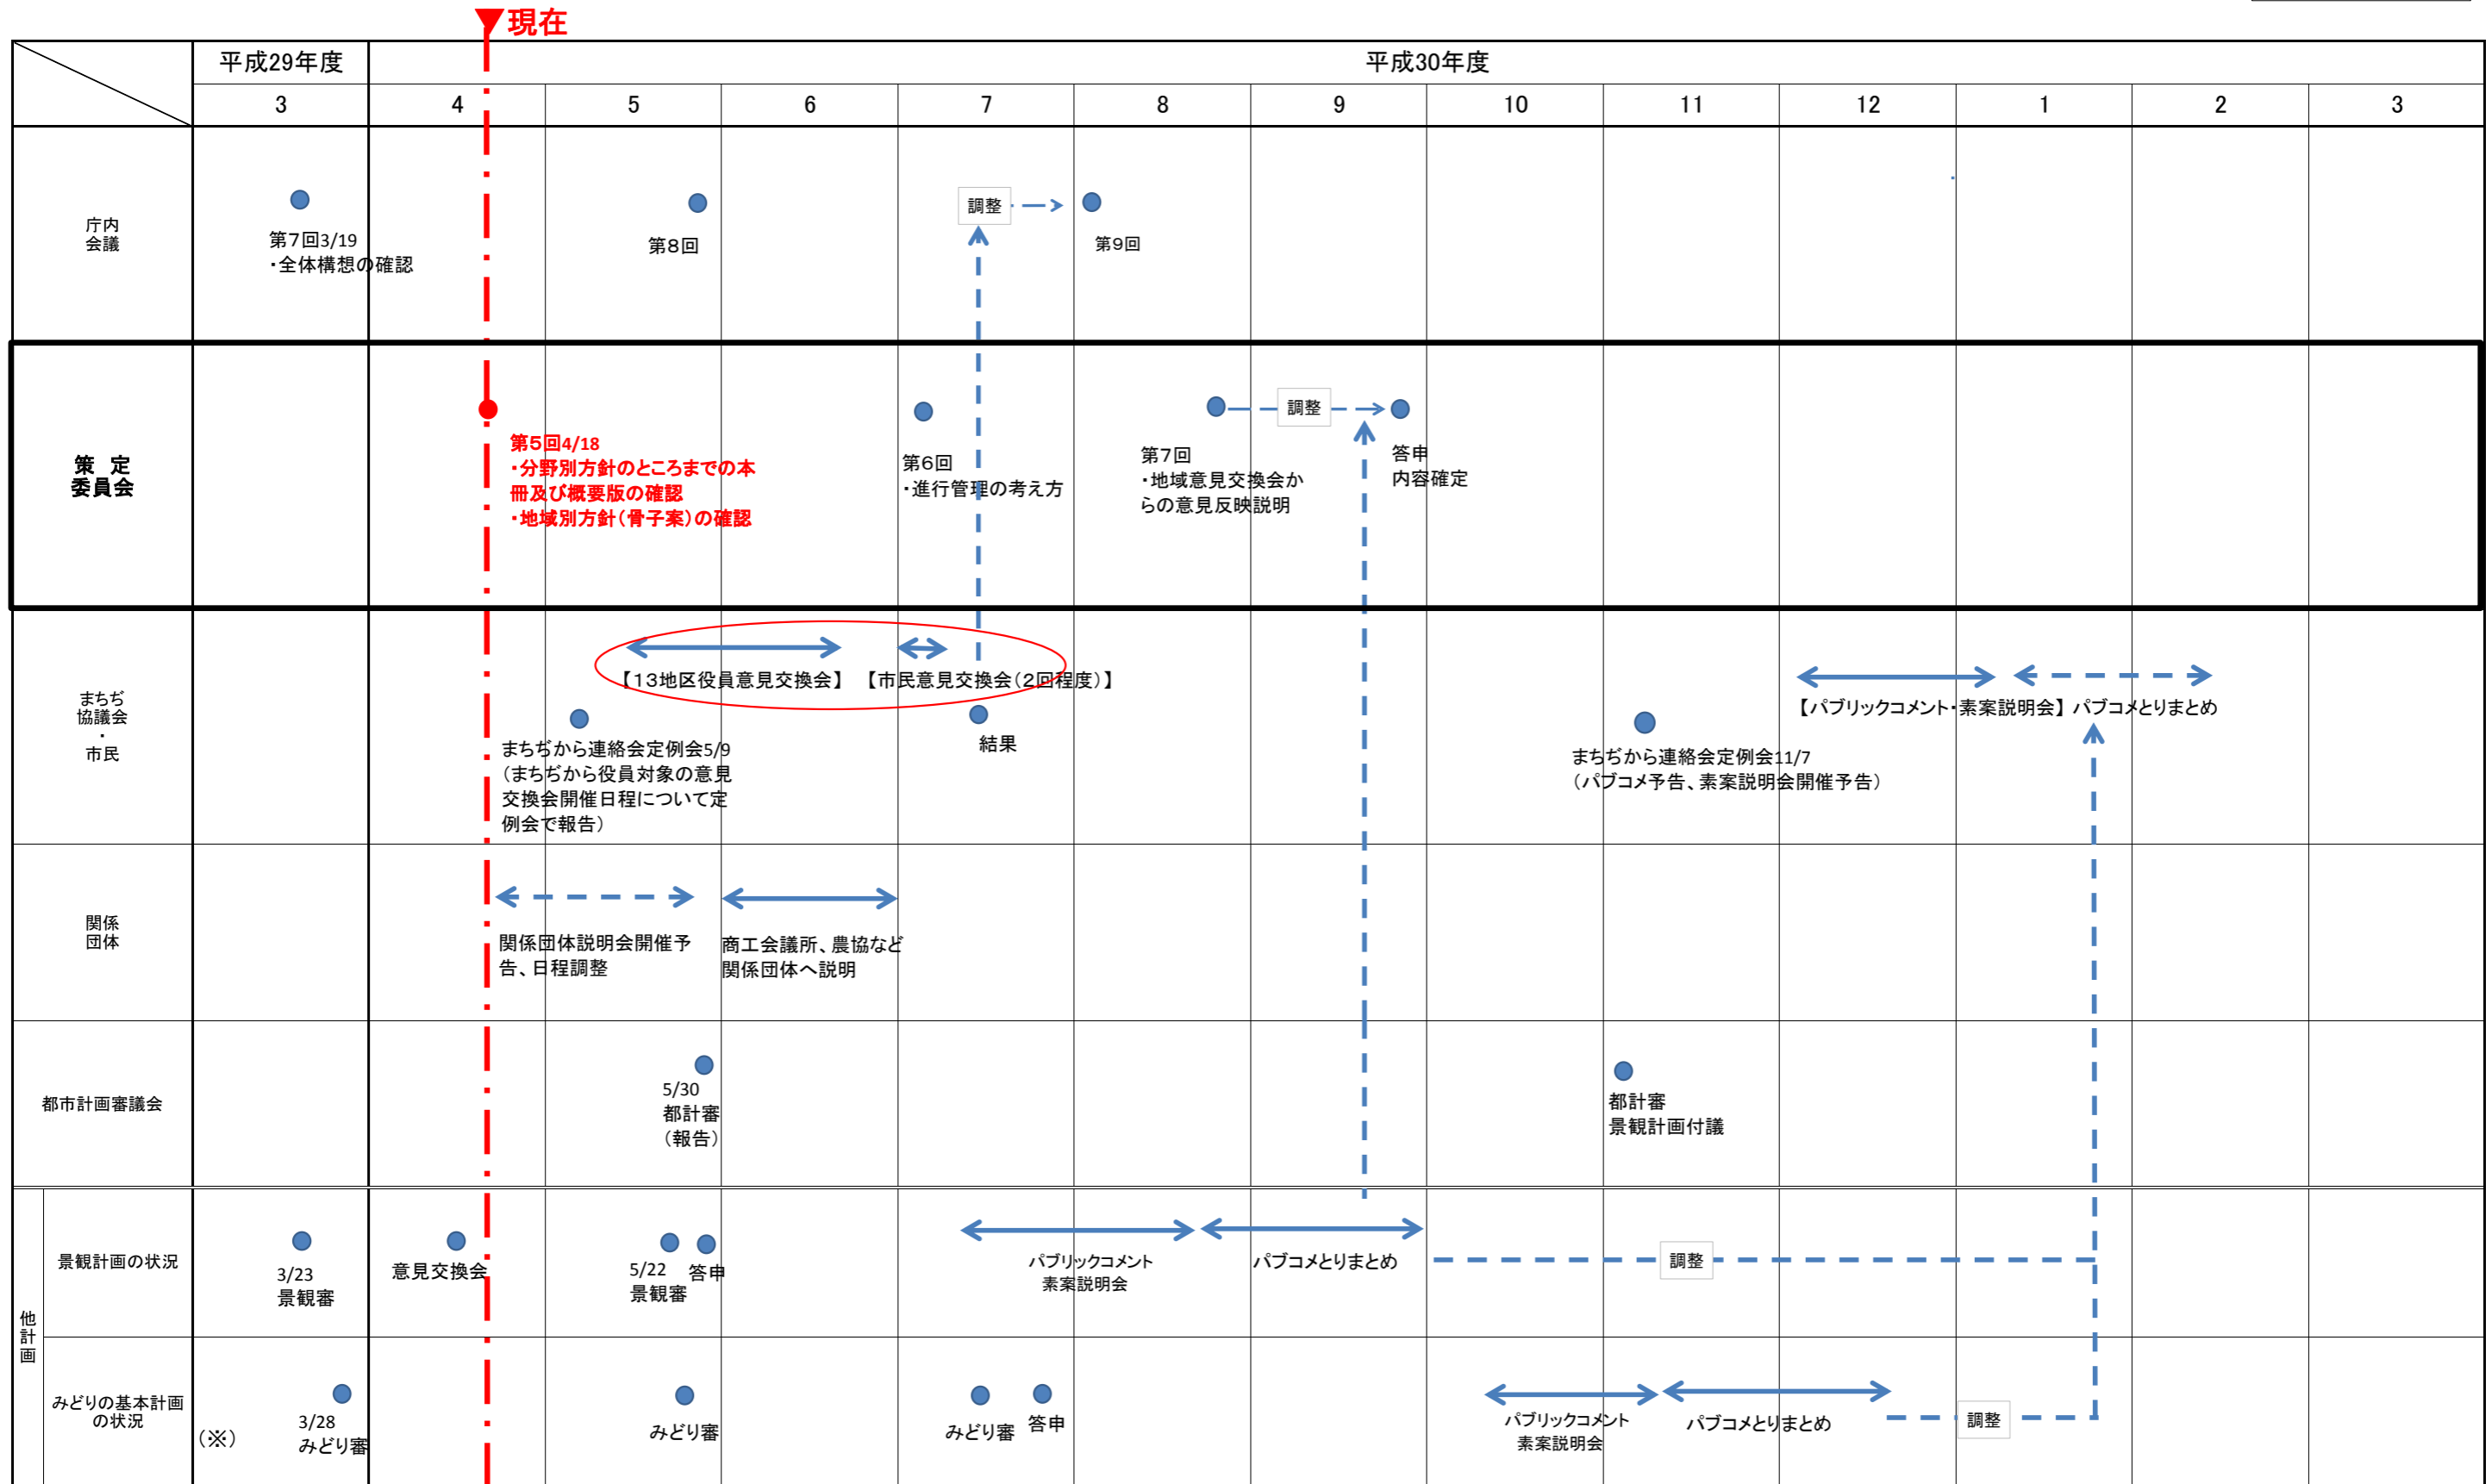 現在
平成29年度
平成30年度
3
4
5
6
7
8
9
10
11
12
1
2
3
庁内
会議
第7回3/19
・全体構想の確認
第8回
調整
第9回
策 定
委員会
第5回4/18
・分野別方針のところまでの本
冊及び概要版の確認
・地域別方針(骨子案)の確認
第6回
・進行管理の考え方
第7回
・地域意見交換会か
らの意見反映説明
調整
答申
内容確定
まちぢ
協議会
・
市民
【13地区役員意見交換会】
【市民意見交換会(2回程度)】
結果
まちぢから連絡会定例会5/9
(まちぢから役員対象の意見
交換会開催日程について定
例会で報告)
まちぢから連絡会定例会11/7
(パブコメ予告、素案説明会開催予告)
【パブリックコメント・素案説明会】
パブコメとりまとめ
関係
団体
関係団体説明会開催予
告、日程調整
商工会議所、農協など
関係団体へ説明
都市計画審議会
5/30
都計審
(報告)
都計審
景観計画付議
他計画
景観計画の状況
3/23
景観審
意見交換会
5/22
景観審
答申
パブリックコメント
素案説明会
パブコメとりまとめ
調整
みどりの基本計画
の状況
(※)
3/28
みどり審
みどり審
みどり審
答申
パブリックコメント
素案説明会
パブコメとりまとめ
調整